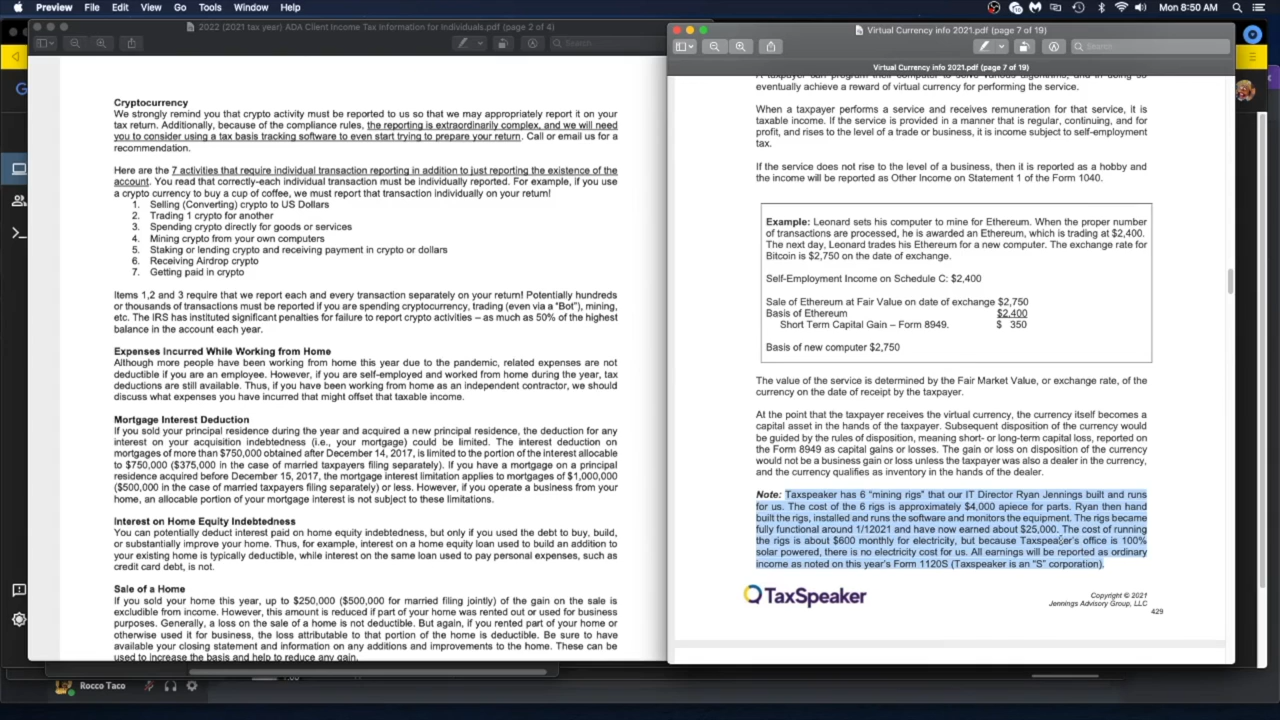 Preview File Edit View Go Tools Window Help
Mon 8:50 AM
2022 (2021 tax year) ADA Client Income Tax Information for Individuals.pdf (page 2 of 4)
Search
Cryptocurrency
We strongly remind you that crypto activity must be reported to us so that we may appropriately report it on your
tax return. Additionally, because of the compliance rules, the reporting is extraordinarily complex, and we will need
you to consider using a tax basis tracking software to even start trying to prepare your return. Call or email us for a
recommendation.
Here are the 7 activities that require individual transaction reporting in addition to just reporting the existence of the
account. You read that correctly-each individual transaction must be individually reported. For example, if you use
a crypto currency to buy a cup of coffee, we must report that transaction individually on your return!
1. Selling (Converting) crypto to US Dollars
2. Trading 1 crypto for another
3. Spending crypto directly for goods or services
4. Mining crypto from your own computers
5. Staking or lending crypto and receiving payment in crypto or dollars
6. Receiving Airdrop crypto
7. Getting paid in crypto
Items 1,2 and 3 require that we report each and every transaction separately on your return! Potentially hundreds
or thousands of transactions must be reported if you are spending cryptocurrency, trading (even via a "Bot"), mining,
etc. The IRS has instituted significant penalties for failure to report crypto activities – as much as 50% of the highest
balance in the account each year.
Expenses Incurred While Working from Home
Although more people have been working from home this year due to the pandemic, related expenses are not
deductible if you are an employee. However, if you are self-employed and worked from home during the year, tax
deductions are still available. Thus, if you have been working from home as an independent contractor, we should
discuss what expenses you have incurred that might offset that taxable income.
Mortgage Interest Deduction
If you sold your principal residence during the year and acquired a new principal residence, the deduction for any
interest on your acquisition indebtedness (i.e., your mortgage) could be limited. The interest deduction on
mortgages of more than $750,000 obtained after December 14, 2017, is limited to the portion of the interest allocable
to $750,000 ($375,000 in the case of married taxpayers filing separately). If you have a mortgage on a principal
residence acquired before December 15, 2017, the mortgage interest limitation applies to mortgages of $1,000,000
($500,000 in the case of married taxpayers filing separately) or less. However, if you operate a business from your
home, an allocable portion of your mortgage interest is not subject to these limitations.
Interest on Home Equity Indebtedness
You can potentially deduct interest paid on home equity indebtedness, but only if you used the debt to buy, build,
or substantially improve your home. Thus, for example, interest on a home equity loan used to build an addition to
your existing home is typically deductible, while interest on the same loan used to pay personal expenses, such as
credit card debt, is not.
Sale of a Home
If you sold your home this year, up to $250,000 ($500,000 for married filing jointly) of the gain on the sale is
excludible from income. However, this amount is reduced if part of your home was rented out or used for business
purposes. Generally, a loss on the sale of a home is not deductible. But again, if you rented part of your home or
otherwise used it for business, the loss attributable to that portion of the home is deductible. Be sure to have
available your closing statement and information on any additions and improvements to the home. These can be
used to increase the basis and help to reduce any gain.
Rocco Taco
Virtual Currency info 2021.pdf (page 7 of 19)
Search
Virtual Currency info 2021.pdf (page 7 of 19)
A taxpayer can program their computer to solve various algorithms, and in doing so
eventually achieve a reward of virtual currency for performing the service.
When a taxpayer performs a service and receives remuneration for that service, it is
taxable income. If the service is provided in a manner that is regular, continuing, and for
profit, and rises to the level of a trade or business, it is income subject to self-employment
tax.
If the service does not rise to the level of a business, then it is reported as a hobby and
the income will be reported as Other Income on Statement 1 of the Form 1040.
Example: Leonard sets his computer to mine for Ethereum. When the proper number
of transactions are processed, he is awarded an Ethereum, which is trading at $2,400.
The next day, Leonard trades his Ethereum for a new computer. The exchange rate for
Bitcoin is $2,750 on the date of exchange.
Self-Employment Income on Schedule C: $2,400
Sale of Ethereum at Fair Value on date of exchange $2,750
Basis of Ethereum $2,400
Short Term Capital Gain – Form 8949. $ 350
Basis of new computer $2,750
The value of the service is determined by the Fair Market Value, or exchange rate, of the
currency on the date of receipt by the taxpayer.
At the point that the taxpayer receives the virtual currency, the currency itself becomes a
capital asset in the hands of the taxpayer. Subsequent disposition of the currency would
be guided by the rules of disposition, meaning short- or long-term capital loss, reported on
the Form 8949 as capital gains or losses. The gain or loss on disposition of the currency
would not be a business gain or loss unless the taxpayer was also a dealer in the currency,
and the currency qualifies as inventory in the hands of the dealer.
Note: Taxspeaker has 6 "mining rigs" that our IT Director Ryan Jennings built and runs
for us. The cost of the 6 rigs is approximately $4,000 apiece for parts. Ryan then hand
built the rigs, installed and runs the software and monitors the equipment. The rigs became
fully functional around 1/12021 and have now earned about $25,000. The cost of running
the rigs is about $600 monthly for electricity, but because Taxspeaker's office is 100%
solar powered, there is no electricity cost for us. All earnings will be reported as ordinary
income as noted on this year's Form 1120S (Taxspeaker is an "S" corporation).
TaxSpeaker
Copyright © 2021
Jennings Advisory Group, LLC
429